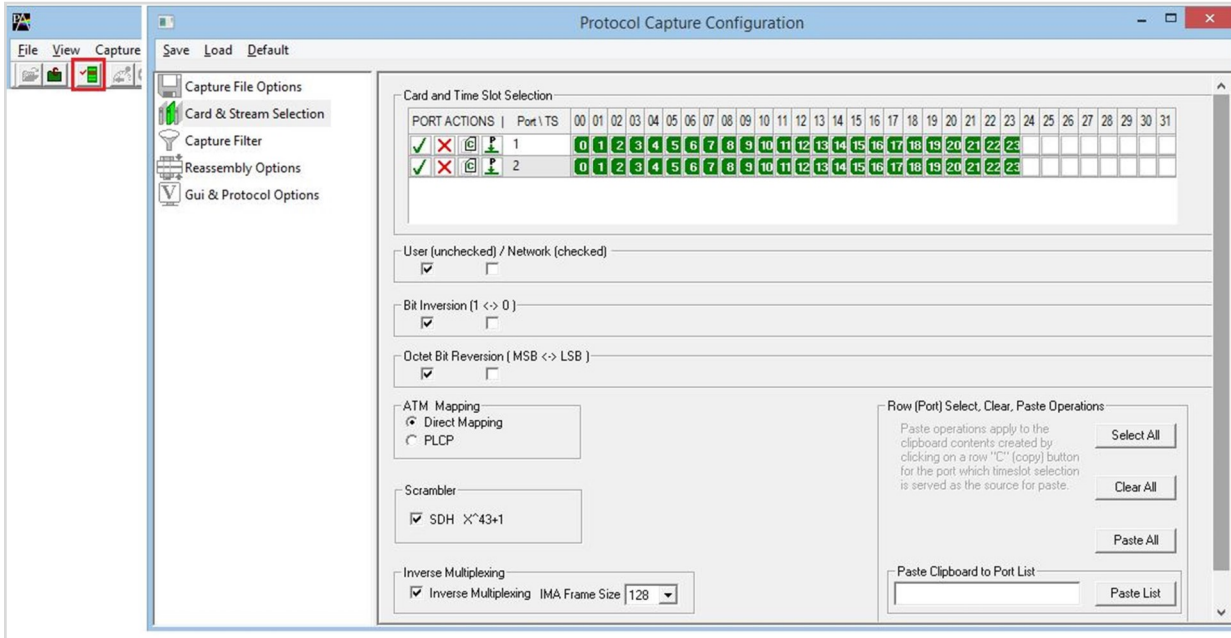 PA
Protocol Capture Configuration
File View Capture
Save Load Default
Capture File Options
Card & Stream Selection
Capture Filter
Reassembly Options
V Gui & Protocol Options
Card and Time Slot Selection
PORT ACTIONS | Port \ TS 00 01 02 03 04 05 06 07 08 09 10 11 12 13 14 15 16 17 18 19 20 21 22 23 24 25 26 27 28 29 30 31
C P 1 0 1 2 3 4 5 6 7 8 9 10 11 12 13 14 15 16 17 18 19 20 21 22 23
C P 2 0 1 2 3 4 5 6 7 8 9 10 11 12 13 14 15 16 17 18 19 20 21 22 23
User (unchecked) / Network (checked)
Bit Inversion (1 <-> 0 )
Octet Bit Reversion ( MSB <-> LSB )
ATM Mapping
Direct Mapping
PLCP
Scrambler
SDH X^43+1
Inverse Multiplexing
Inverse Multiplexing IMA Frame Size 128
Row (Port) Select, Clear, Paste Operations
Paste operations apply to the
clipboard contents created by
clicking on a row "C" (copy) button
for the port which timeslot selection
is served as the source for paste.
Select All
Clear All
Paste All
Paste Clipboard to Port List
Paste List